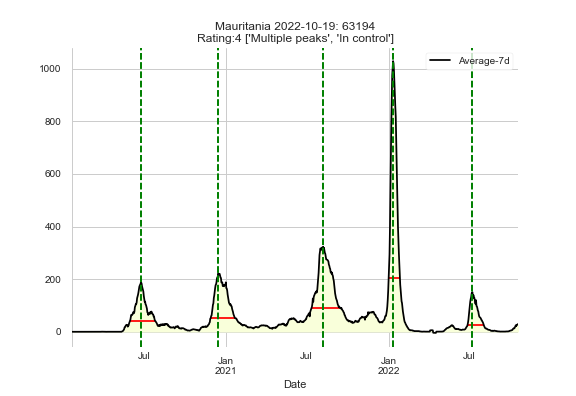 Mauritania 2022-10-19: 63194
Rating:4 ['Multiple peaks', 'In control']
Average-7d
1000
800
600
400
200
0
Jul
Jan
2021
Jul
Jan
2022
Jul
Date